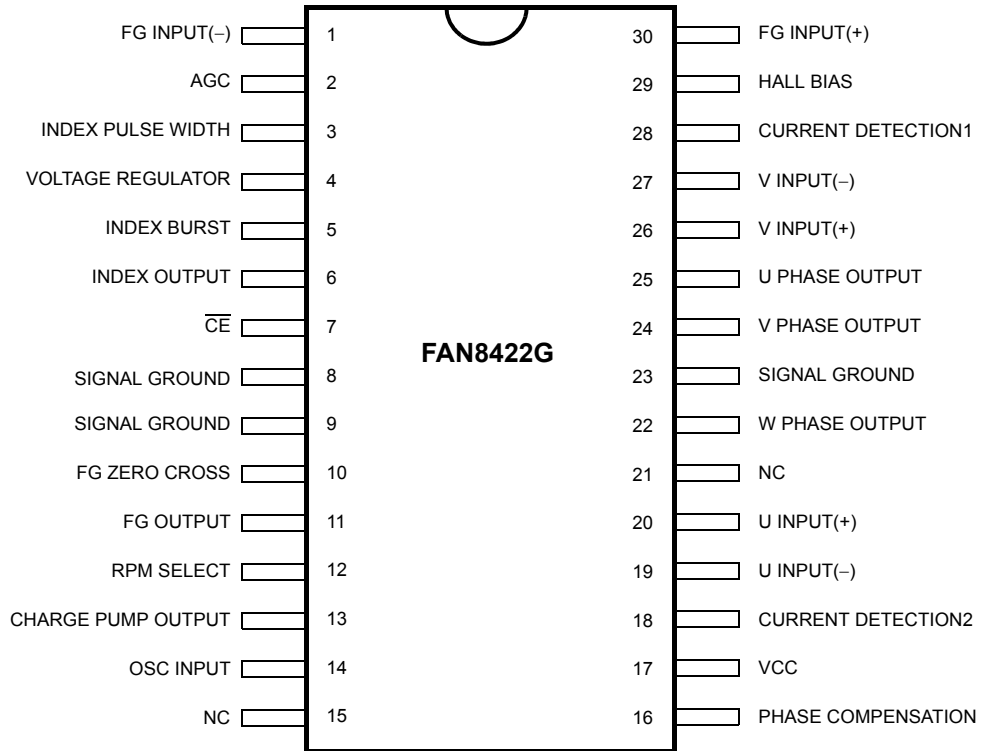 FG INPUT(−) 1 30 FG INPUT(+)
AGC 2 29 HALL BIAS
INDEX PULSE WIDTH 3 28 CURRENT DETECTION1
VOLTAGE REGULATOR 4 27 V INPUT(−)
INDEX BURST 5 26 V INPUT(+)
INDEX OUTPUT 6 25 U PHASE OUTPUT
C̅E̅ 7 24 V PHASE OUTPUT
FAN8422G
SIGNAL GROUND 8 23 SIGNAL GROUND
SIGNAL GROUND 9 22 W PHASE OUTPUT
FG ZERO CROSS 10 21 NC
FG OUTPUT 11 20 U INPUT(+)
RPM SELECT 12 19 U INPUT(−)
CHARGE PUMP OUTPUT 13 18 CURRENT DETECTION2
OSC INPUT 14 17 VCC
NC 15 16 PHASE COMPENSATION